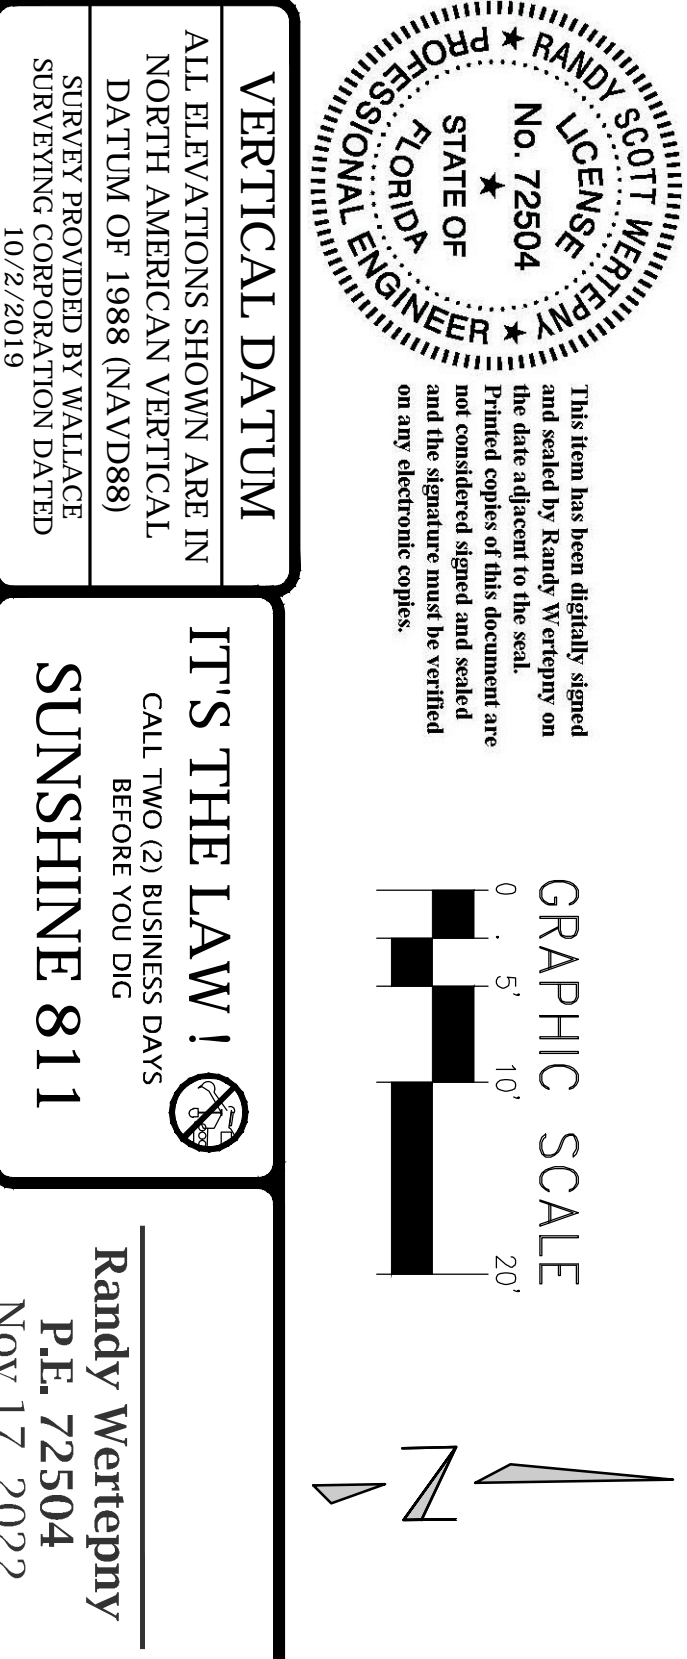 RANDY SCOTT WERTEPNY
PROFESSIONAL ENGINEER
LICENSE
No. 72504
STATE OF
FLORIDA
This item has been digitally signed
and sealed by Randy Wertepny on
the date adjacent to the seal.
Printed copies of this document are
not considered signed and sealed
and the signature must be verified
on any electronic copies.
GRAPHIC SCALE
0 . 5' 10' 20'
N
VERTICAL DATUM
ALL ELEVATIONS SHOWN ARE IN
NORTH AMERICAN VERTICAL
DATUM OF 1988 (NAVD88)
SURVEY PROVIDED BY WALLACE
SURVEYING CORPORATION DATED
10/2/2019
IT'S THE LAW !
CALL TWO (2) BUSINESS DAYS
BEFORE YOU DIG
SUNSHINE 811
Randy Wertepny
P.E. 72504
Nov 17 2022